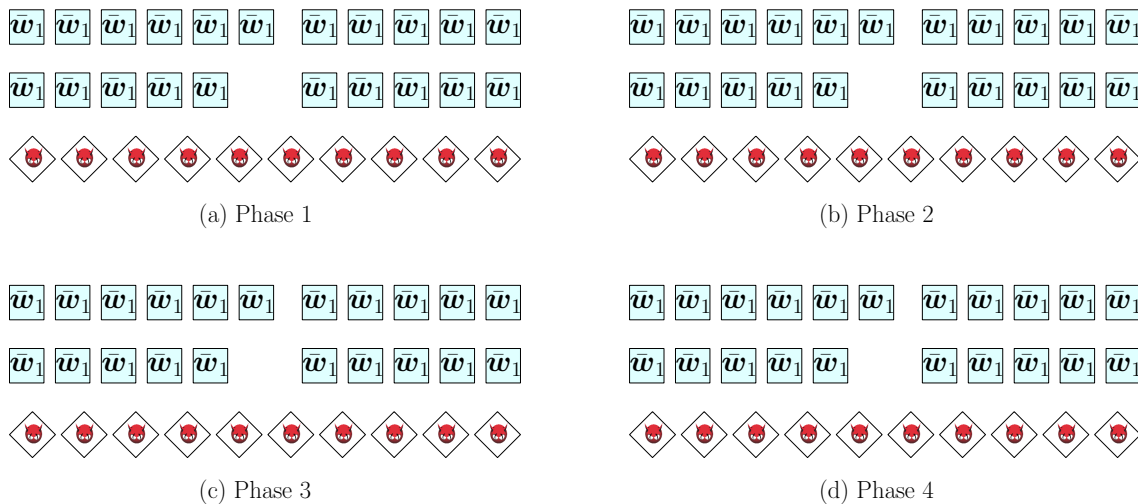 w̄₁ w̄₁ w̄₁ w̄₁ w̄₁ w̄₁ w̄₁ w̄₁ w̄₁ w̄₁ w̄₁
w̄₁ w̄₁ w̄₁ w̄₁ w̄₁ w̄₁ w̄₁ w̄₁ w̄₁ w̄₁
(a) Phase 1
w̄₁ w̄₁ w̄₁ w̄₁ w̄₁ w̄₁ w̄₁ w̄₁ w̄₁ w̄₁ w̄₁
w̄₁ w̄₁ w̄₁ w̄₁ w̄₁ w̄₁ w̄₁ w̄₁ w̄₁ w̄₁
(b) Phase 2
w̄₁ w̄₁ w̄₁ w̄₁ w̄₁ w̄₁ w̄₁ w̄₁ w̄₁ w̄₁ w̄₁
w̄₁ w̄₁ w̄₁ w̄₁ w̄₁ w̄₁ w̄₁ w̄₁ w̄₁ w̄₁
(c) Phase 3
w̄₁ w̄₁ w̄₁ w̄₁ w̄₁ w̄₁ w̄₁ w̄₁ w̄₁ w̄₁ w̄₁
w̄₁ w̄₁ w̄₁ w̄₁ w̄₁ w̄₁ w̄₁ w̄₁ w̄₁ w̄₁
(d) Phase 4